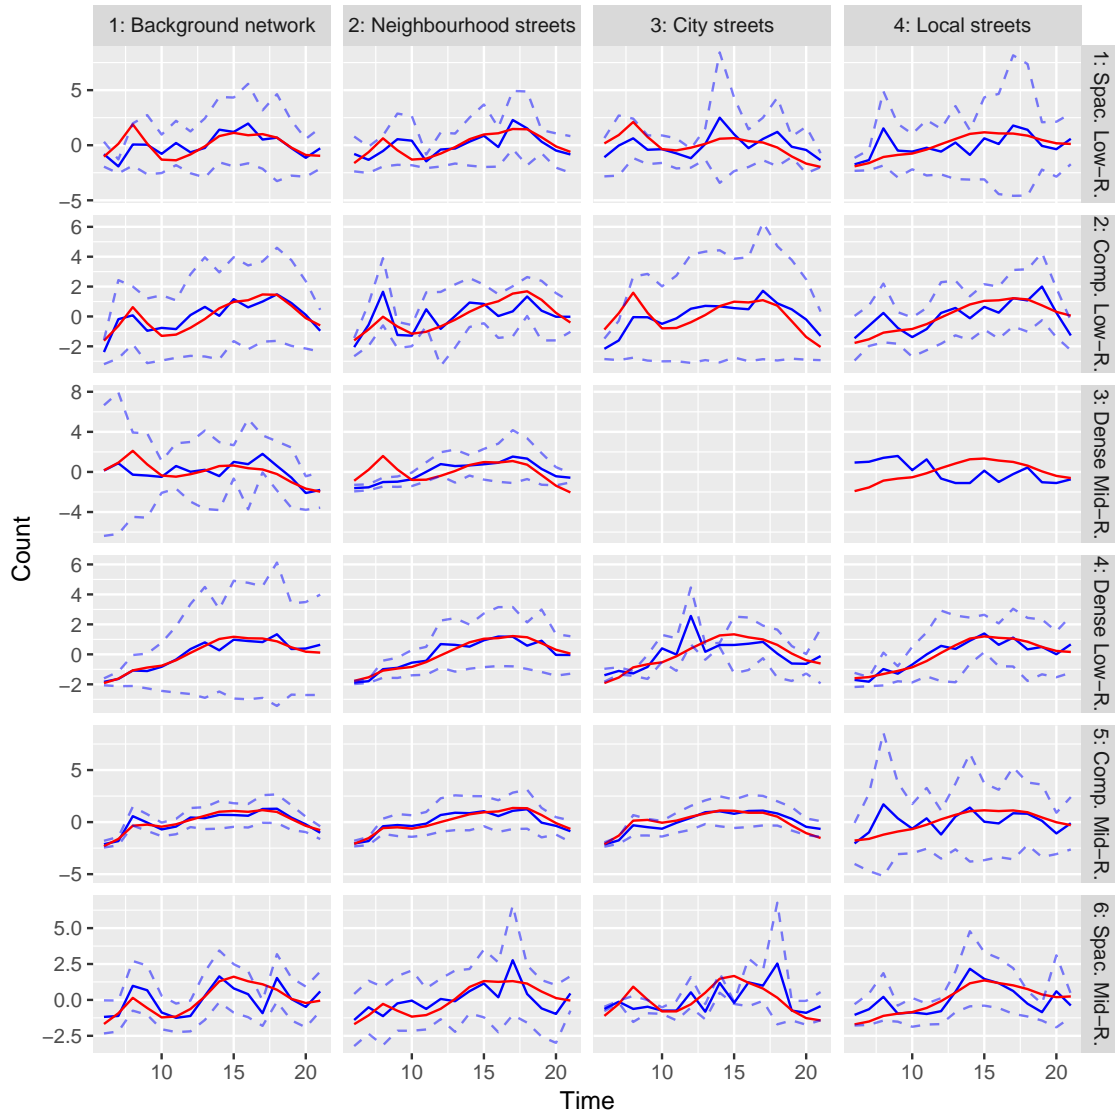 1: Background network
2: Neighbourhood streets
3: City streets
4: Local streets
5
0
−5
1: Spac. Low−R.
6
4
2
0
−2
2: Comp. Low−R.
8
4
0
−4
3: Dense Mid−R.
6
4
2
0
−2
4: Dense Low−R.
5
0
−5
5: Comp. Mid−R.
5.0
2.5
0.0
−2.5
6: Spac. Mid−R.
10 15 20 10 15 20 10 15 20 10 15 20
Time
Count